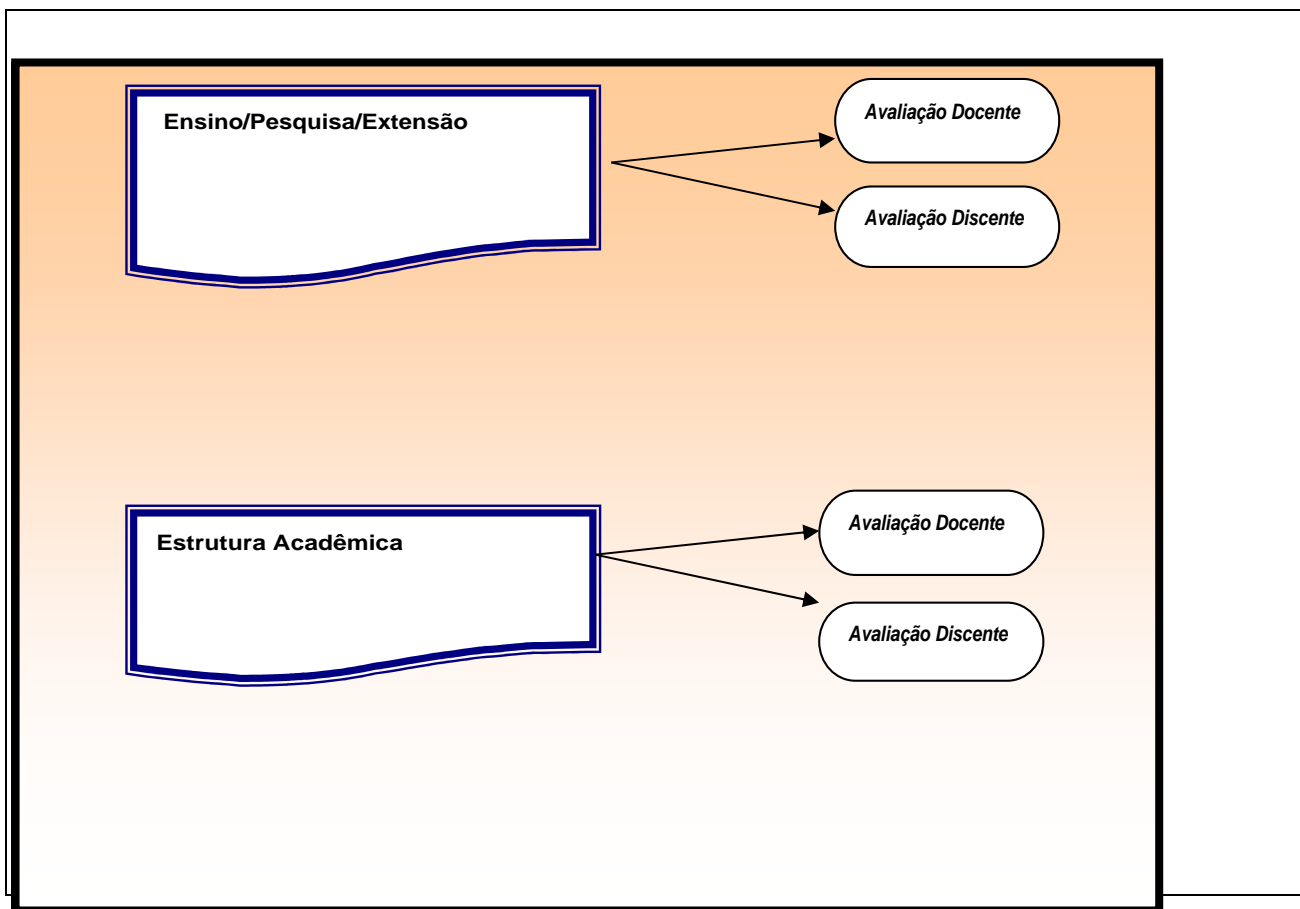 Ensino/Pesquisa/Extensão
Avaliação Docente
Avaliação Discente
Estrutura Acadêmica
Avaliação Docente
Avaliação Discente